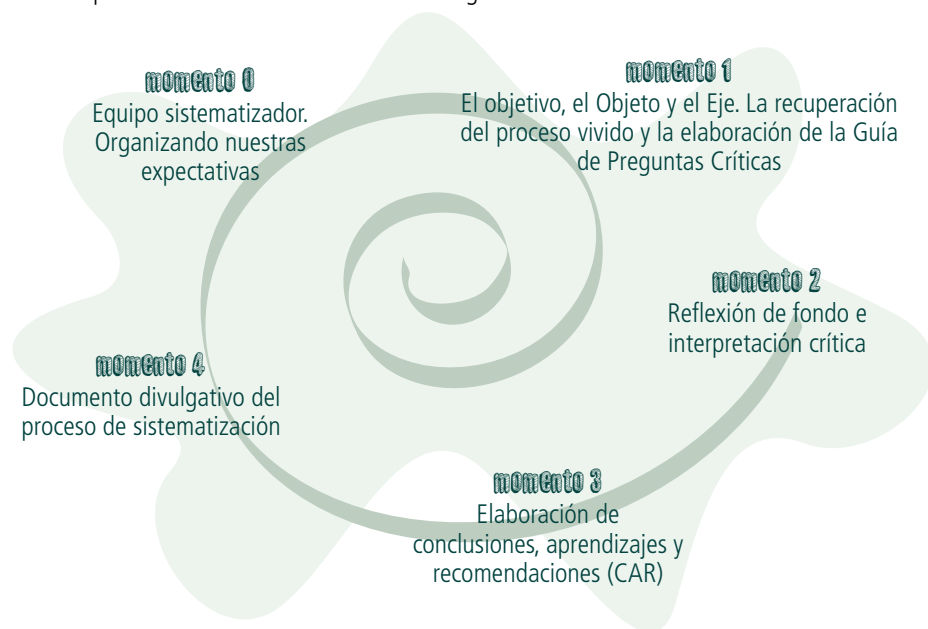 momento 0
Equipo sistematizador.
Organizando nuestras
expectativas
momento 1
El objetivo, el Objeto y el Eje. La recuperación
del proceso vivido y la elaboración de la Guía
de Preguntas Críticas
momento 2
Reflexión de fondo e
interpretación crítica
momento 3
Elaboración de
conclusiones, aprendizajes y
recomendaciones (CAR)
momento 4
Documento divulgativo del
proceso de sistematización